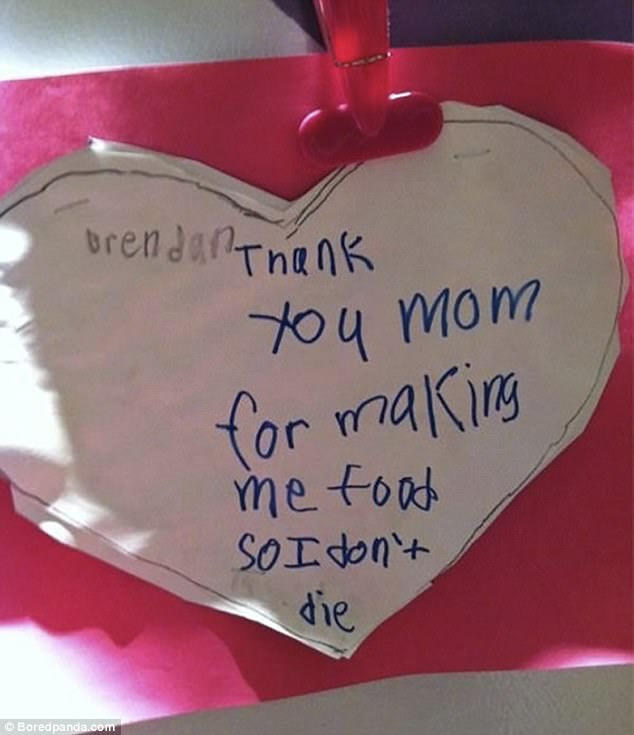 brendan
Thank
you mom
for making
me food
so I don't
die
© Boredpanda.com